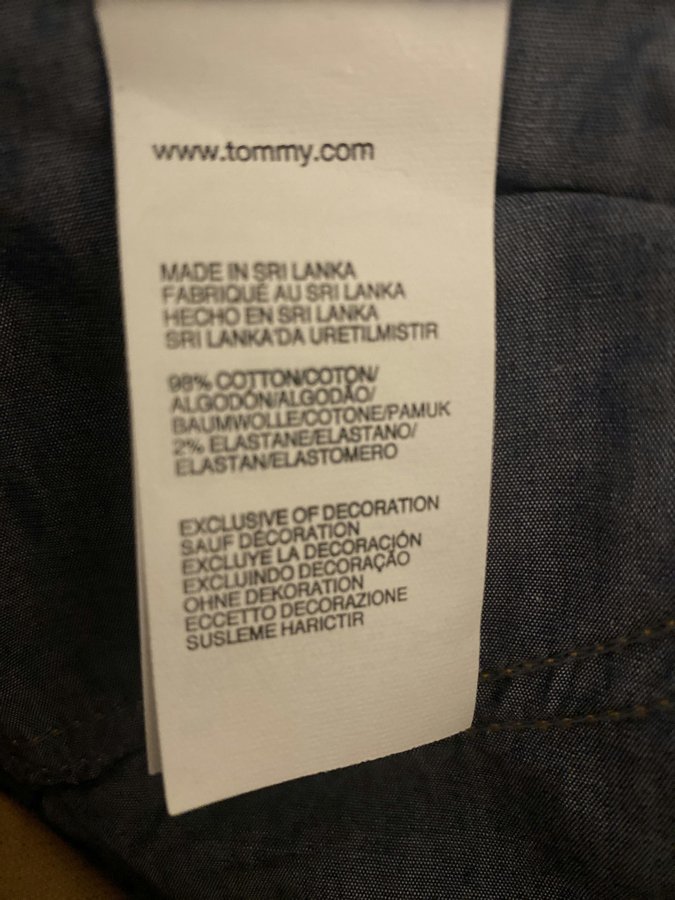 www.tommy.com
MADE IN SRI LANKA
FABRIQUÉ AU SRI LANKA
HECHO EN SRI LANKA
SRI LANKA'DA URETILMISTIR
98% COTTON/COTON/
ALGODÓN/ALGODÃO/
BAUMWOLLE/COTONE/PAMUK
2% ELASTANE/ELASTANO/
ELASTAN/ELASTOMERO
EXCLUSIVE OF DECORATION
SAUF DÉCORATION
EXCLUYE LA DECORACIÓN
EXCLUINDO DECORAÇÃO
OHNE DEKORATION
ECCETTO DECORAZIONE
SUSLEME HARICTIR